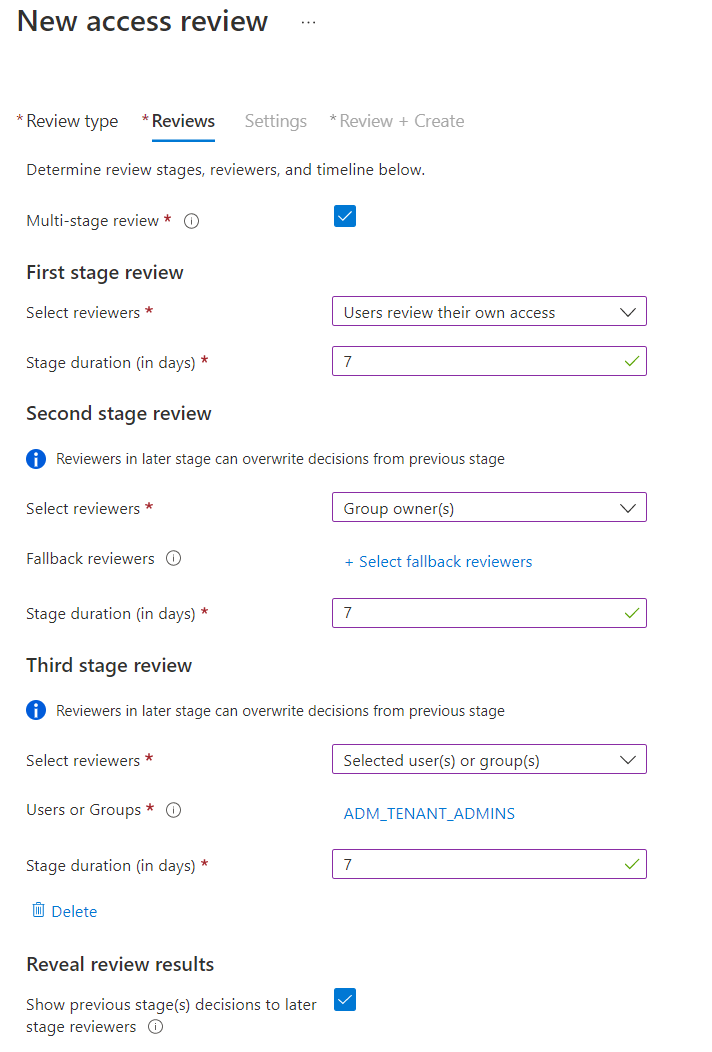 New access review ...
* Review type * Reviews Settings * Review + Create
Determine review stages, reviewers, and timeline below.
Multi-stage review *
First stage review
Select reviewers * Users review their own access
Stage duration (in days) * 7
Second stage review
Reviewers in later stage can overwrite decisions from previous stage
Select reviewers * Group owner(s)
Fallback reviewers + Select fallback reviewers
Stage duration (in days) * 7
Third stage review
Reviewers in later stage can overwrite decisions from previous stage
Select reviewers * Selected user(s) or group(s)
Users or Groups * ADM_TENANT_ADMINS
Stage duration (in days) * 7
Delete
Reveal review results
Show previous stage(s) decisions to later
stage reviewers